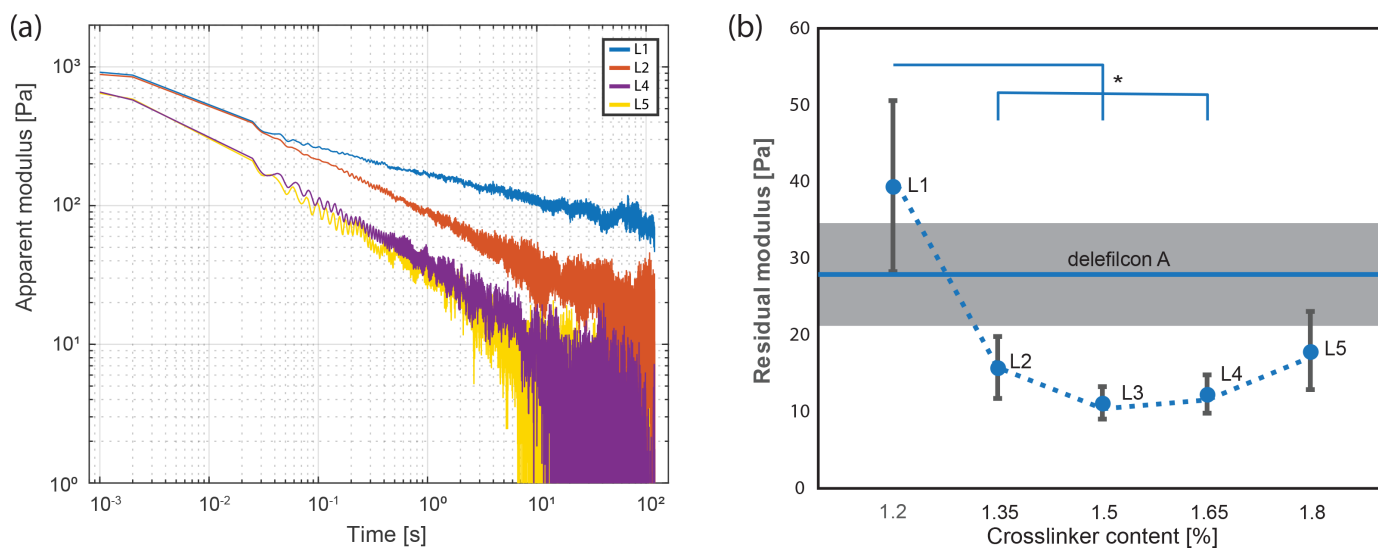 (a)
Apparent modulus [Pa]
10³
10²
10¹
10⁰
10⁻³
10⁻²
10⁻¹
10⁰
10¹
10²
Time [s]
L1
L2
L4
L5
(b)
Residual modulus [Pa]
60
50
40
30
20
10
0
*
L1
delefilcon A
L2
L3
L4
L5
1.2
1.35
1.5
1.65
1.8
Crosslinker content [%]